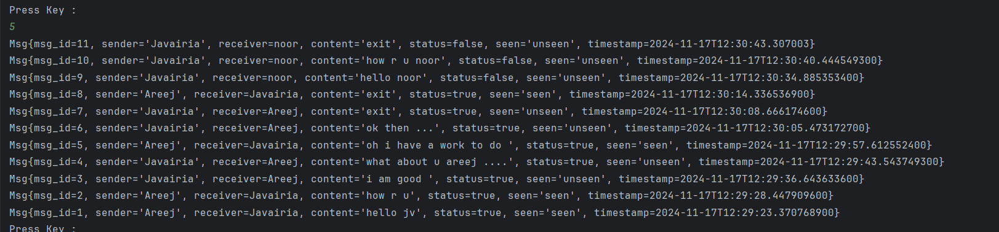 Press Key :
5
Msg{msg_id=11, sender='Javairia', receiver=noor, content='exit', status=false, seen='unseen', timestamp=2024-11-17T12:30:43.307003}
Msg{msg_id=10, sender='Javairia', receiver=noor, content='how r u noor', status=false, seen='unseen', timestamp=2024-11-17T12:30:40.444549300}
Msg{msg_id=9, sender='Javairia', receiver=noor, content='hello noor', status=false, seen='unseen', timestamp=2024-11-17T12:30:34.885353400}
Msg{msg_id=8, sender='Areej', receiver=Javairia, content='exit', status=true, seen='seen', timestamp=2024-11-17T12:30:14.336536900}
Msg{msg_id=7, sender='Javairia', receiver=Areej, content='exit', status=true, seen='unseen', timestamp=2024-11-17T12:30:08.666174600}
Msg{msg_id=6, sender='Javairia', receiver=Areej, content='ok then ...', status=true, seen='unseen', timestamp=2024-11-17T12:30:05.473172700}
Msg{msg_id=5, sender='Areej', receiver=Javairia, content='oh i have a work to do ', status=true, seen='seen', timestamp=2024-11-17T12:29:57.612552400}
Msg{msg_id=4, sender='Javairia', receiver=Areej, content='what about u areej ....', status=true, seen='unseen', timestamp=2024-11-17T12:29:43.543749300}
Msg{msg_id=3, sender='Javairia', receiver=Areej, content='i am good ', status=true, seen='unseen', timestamp=2024-11-17T12:29:36.643633600}
Msg{msg_id=2, sender='Areej', receiver=Javairia, content='how r u', status=true, seen='seen', timestamp=2024-11-17T12:29:28.447909600}
Msg{msg_id=1, sender='Areej', receiver=Javairia, content='hello jv', status=true, seen='seen', timestamp=2024-11-17T12:29:23.370768900}
Press Key :